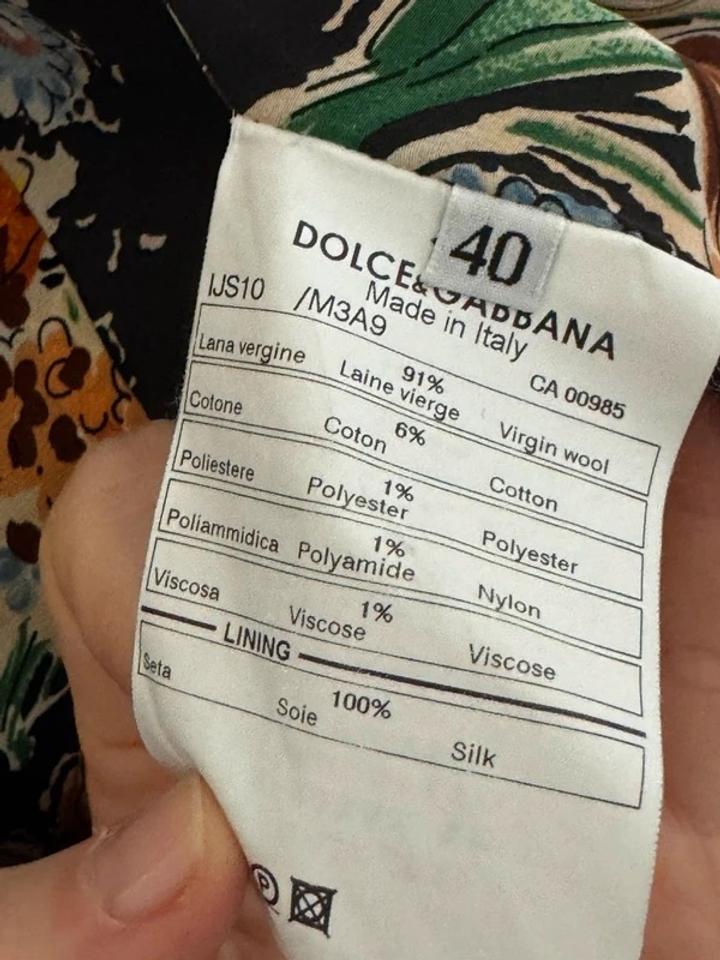 40
DOLCE&GABBANA
Made in Italy
IJS10 /M3A9 CA 00985
91%
Lana vergine Laine vierge Virgin wool
6%
Cotone Coton Cotton
1%
Poliestere Polyester Polyester
1%
Poliammidica Polyamide Nylon
1%
Viscosa Viscose Viscose
LINING
100%
Seta Soie Silk
P